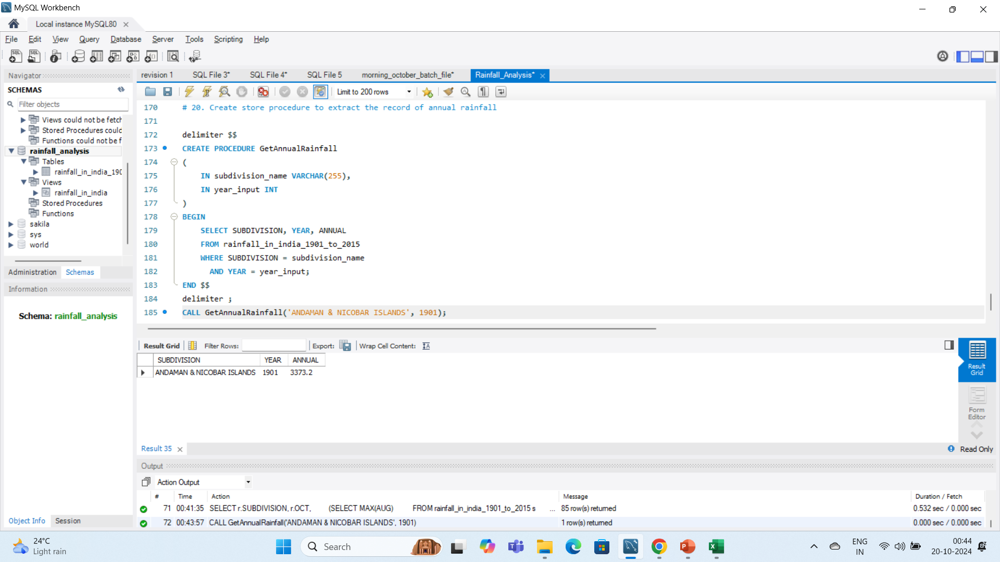 MySQL Workbench
Local instance MySQL80
File Edit View Query Database Server Tools Scripting Help
Navigator
SCHEMAS
Filter objects
Views could not be fetch
Stored Procedures could
Functions could not be f
rainfall_analysis
Tables
rainfall_in_india_190
Views
rainfall_in_india
Stored Procedures
Functions
sakila
sys
world
Administration Schemas
Information
Schema: rainfall_analysis
Object Info Session
revision 1 SQL File 3* SQL File 4* SQL File 5 morning_october_batch_file* Rainfall_Analysis*
Limit to 200 rows
170 # 20. Create store procedure to extract the record of annual rainfall
171
172 delimiter $$
173 CREATE PROCEDURE GetAnnualRainfall
174 (
175 IN subdivision_name VARCHAR(255),
176 IN year_input INT
177 )
178 BEGIN
179 SELECT SUBDIVISION, YEAR, ANNUAL
180 FROM rainfall_in_india_1901_to_2015
181 WHERE SUBDIVISION = subdivision_name
182 AND YEAR = year_input;
183 END $$
184 delimiter ;
185 CALL GetAnnualRainfall('ANDAMAN & NICOBAR ISLANDS', 1901);
Result Grid Filter Rows: Export: Wrap Cell Content:
SUBDIVISION YEAR ANNUAL
ANDAMAN & NICOBAR ISLANDS 1901 3373.2
Result Grid
Form Editor
Result 35
Read Only
Output
Action Output
# Time Action Message Duration / Fetch
71 00:41:35 SELECT r.SUBDIVISION, r.OCT, (SELECT MAX(AUG) FROM rainfall_in_india_1901_to_2015 s ... 85 row(s) returned 0.532 sec / 0.000 sec
72 00:43:57 CALL GetAnnualRainfall('ANDAMAN & NICOBAR ISLANDS', 1901) 1 row(s) returned 0.000 sec / 0.000 sec
24°C
Light rain
Search
ENG
IN
00:44
20-10-2024